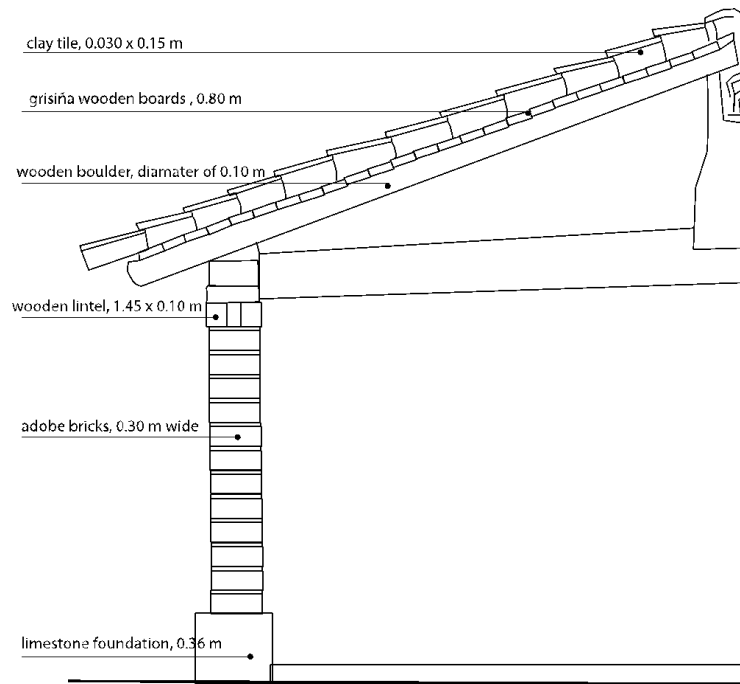 clay tile, 0.030 x 0.15 m
grisiňa wooden boards , 0.80 m
wooden boulder, diamater of 0.10 m
wooden lintel, 1.45 x 0.10 m
adobe bricks, 0.30 m wide
limestone foundation, 0.36 m